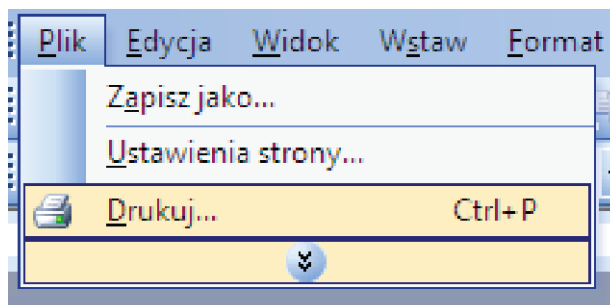 Plik Edycja Widok Wstaw Format
Zapisz jako...
Ustawienia strony...
Drukuj... Ctrl+P